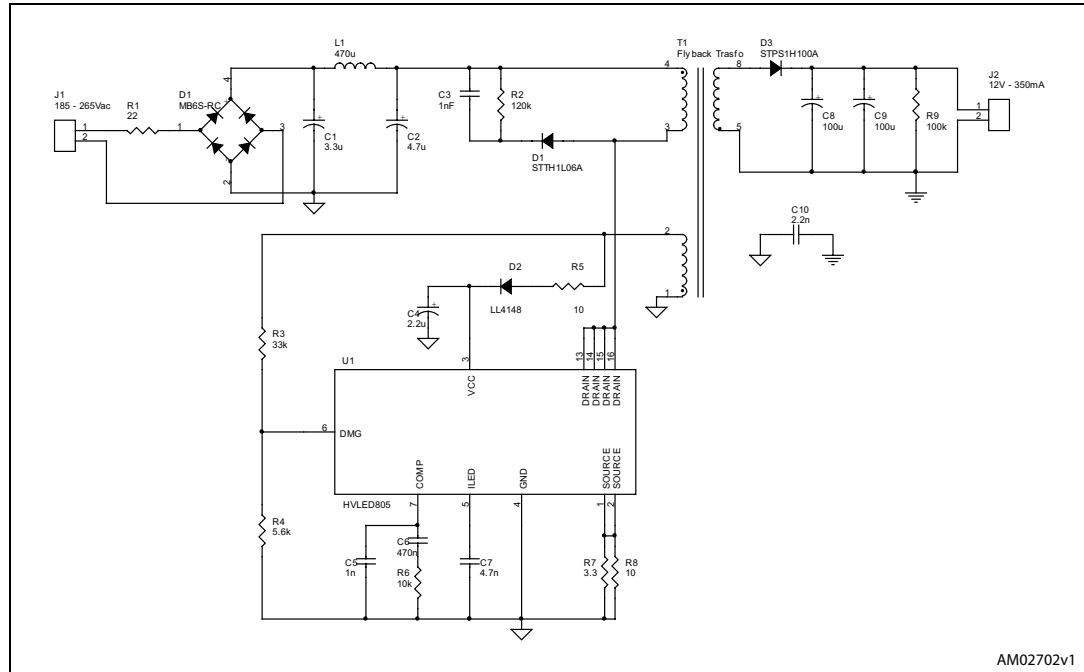 L1
470u
T1
Flyback Trasfo
D3
STPS1H100A
J1
185 - 265Vac
1
2
R1
22
D1
MB6S-RC
1
4
3
2
C1
3.3u
C2
4.7u
C3
1nF
R2
120k
D1
STTH1L06A
4
3
8
5
C8
100u
C9
100u
R9
100k
J2
12V - 350mA
1
2
C10
2.2n
2
1
D2
LL4148
R5
10
C4
2.2u
R3
33k
R4
5.6k
U1
HVLED805
3
VCC
13
14
15
16
DRAIN
DRAIN
DRAIN
DRAIN
6
DMG
COMP
ILED
GND
SOURCE
SOURCE
7
5
4
1
2
C5
1n
C6
470n
R6
10k
C7
4.7n
R7
3.3
R8
10
AM02702v1